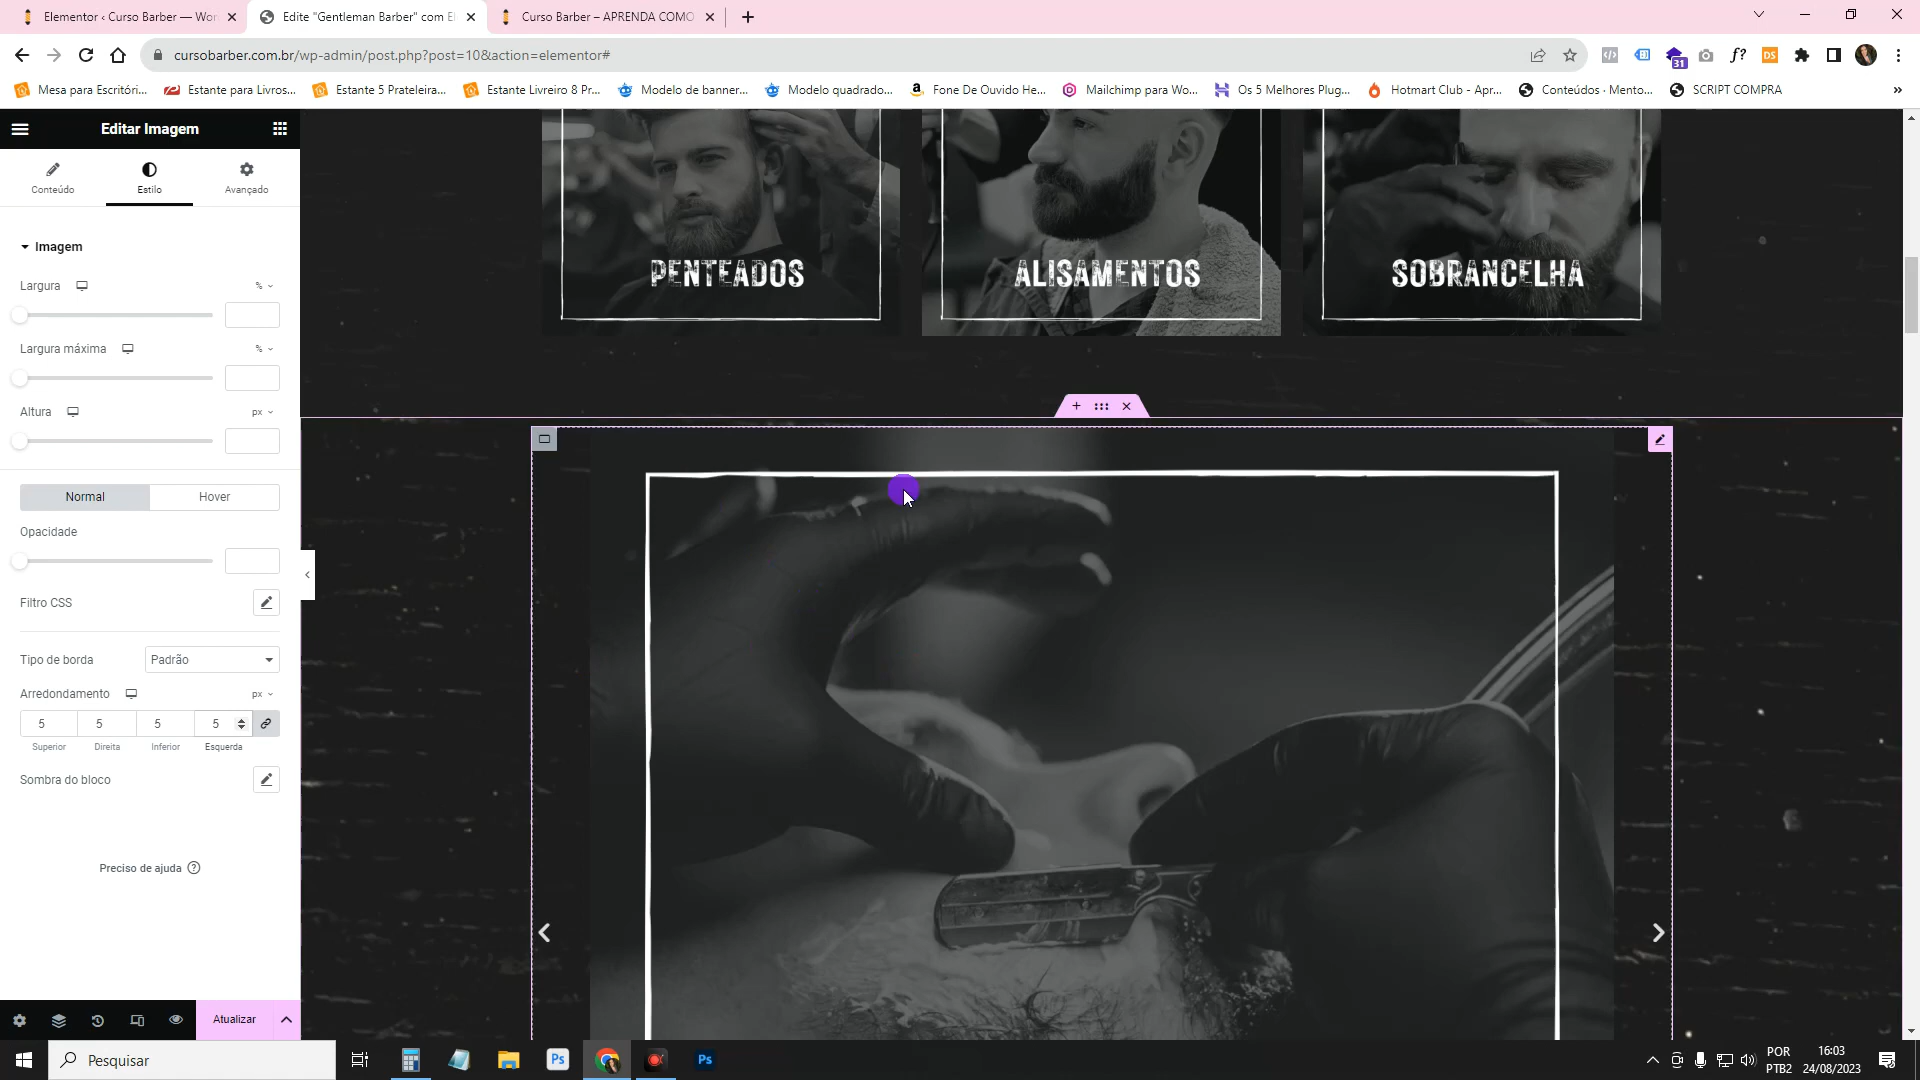 Elementor ‹ Curso Barber — Wor
Edite "Gentleman Barber" com El
Curso Barber – APRENDA COMO
cursobarber.com.br/wp-admin/post.php?post=10&action=elementor#
31
f?
DS
Mesa para Escritóri...
Estante para Livros...
Estante 5 Prateleira...
Estante Livreiro 8 Pr...
Modelo de banner...
Modelo quadrado...
Fone De Ouvido He...
Mailchimp para Wo...
Os 5 Melhores Plug...
Hotmart Club - Apr...
Conteúdos · Mento...
SCRIPT COMPRA
»
Editar Imagem
Conteúdo
Estilo
Avançado
Imagem
Largura
%
Largura máxima
%
Altura
px
Normal
Hover
Opacidade
Filtro CSS
Tipo de borda
Padrão
Arredondamento
px
5 5 5 5
Superior Direita Inferior Esquerda
Sombra do bloco
Preciso de ajuda
Atualizar
PENTEADOS
ALISAMENTOS
SOBRANCELHA
Pesquisar
Ps
Ps
POR
PTB2
16:03
24/08/2023